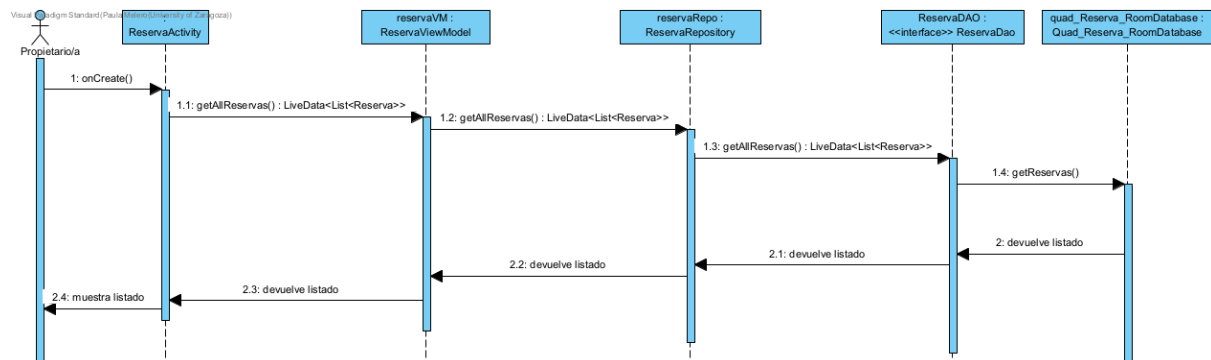 Visual Paradigm Standard(Paula Melero(University of Zaragoza))
Propietario/a
ReservaActivity
reservaVM :
ReservaViewModel
reservaRepo :
ReservaRepository
ReservaDAO :
<<interface>> ReservaDao
quad_Reserva_RoomDatabase :
Quad_Reserva_RoomDatabase
1: onCreate()
1.1: getAllReservas() : LiveData<List<Reserva>>
1.2: getAllReservas() : LiveData<List<Reserva>>
1.3: getAllReservas() : LiveData<List<Reserva>>
1.4: getReservas()
2: devuelve listado
2.1: devuelve listado
2.2: devuelve listado
2.3: devuelve listado
2.4: muestra listado